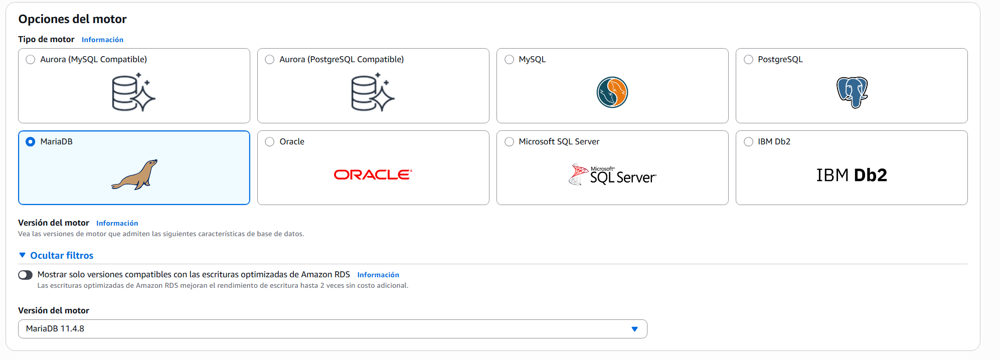 Opciones del motor
Tipo de motor Información
Aurora (MySQL Compatible)
Aurora (PostgreSQL Compatible)
MySQL
PostgreSQL
MariaDB
Oracle
ORACLE
Microsoft SQL Server
Microsoft
SQL Server
IBM Db2
IBM Db2
Versión del motor Información
Vea las versiones de motor que admiten las siguientes características de base de datos.
Ocultar filtros
Mostrar solo versiones compatibles con las escrituras optimizadas de Amazon RDS Información
Las escrituras optimizadas de Amazon RDS mejoran el rendimiento de escritura hasta 2 veces sin costo adicional.
Versión del motor
MariaDB 11.4.8